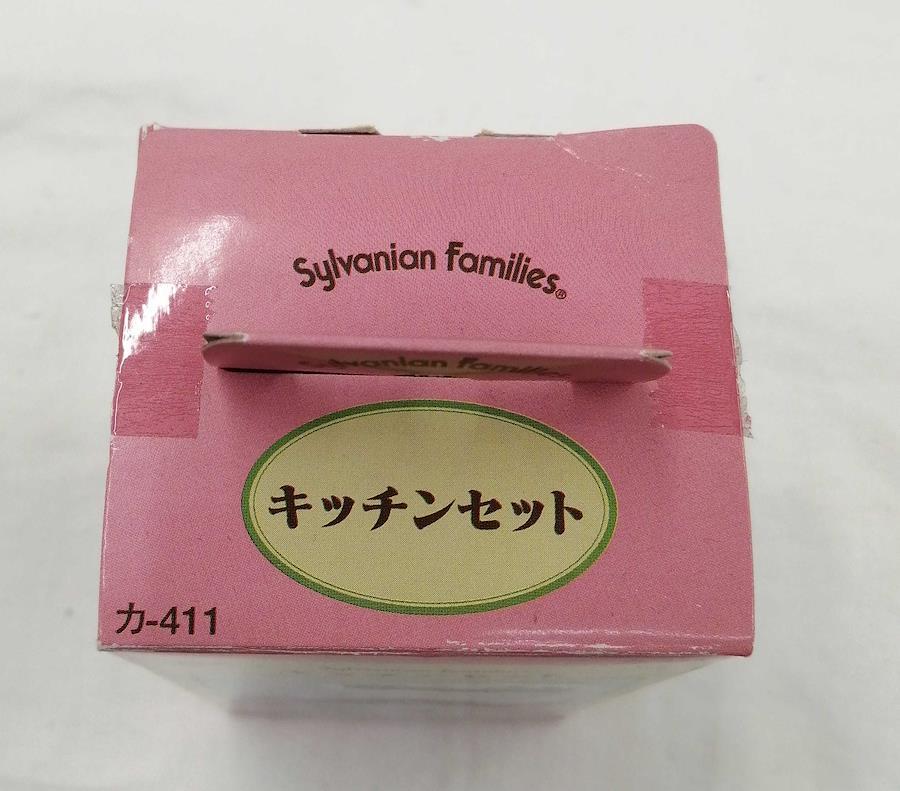 Sylvanian Families®
Sylvanian Families
キッチンセット
カ-411